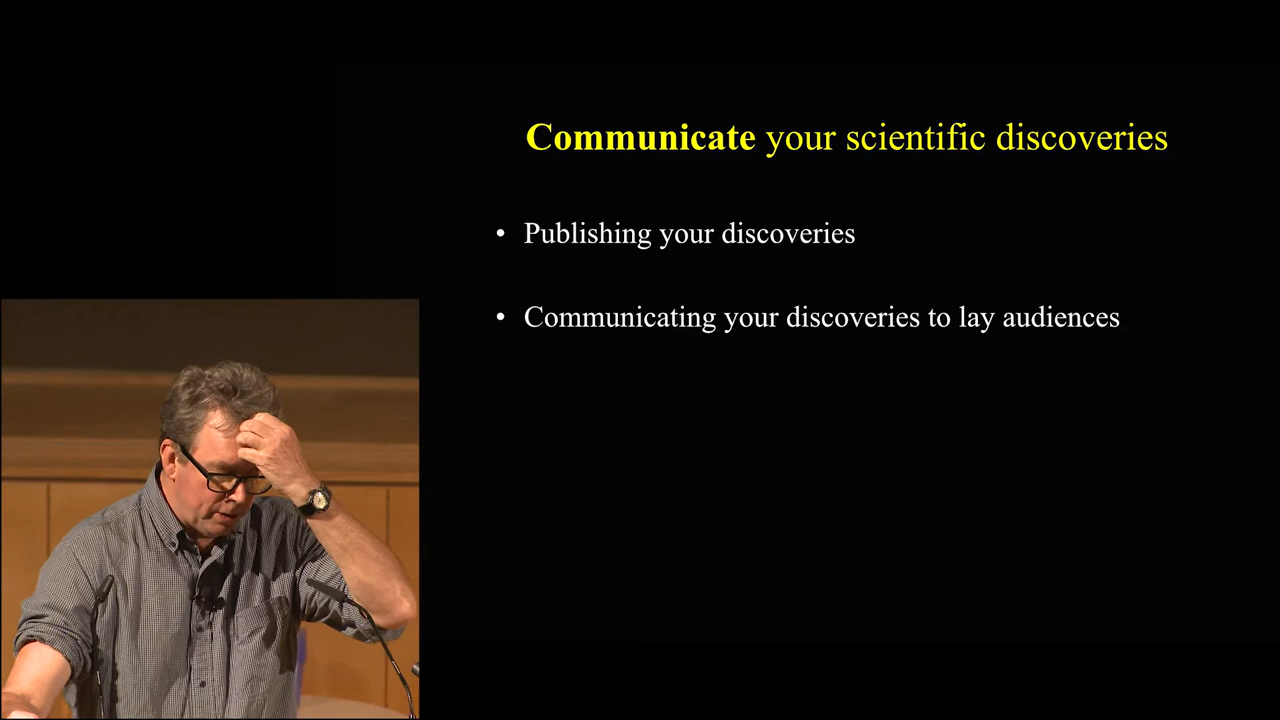 Communicate your scientific discoveries
• Publishing your discoveries
• Communicating your discoveries to lay audiences